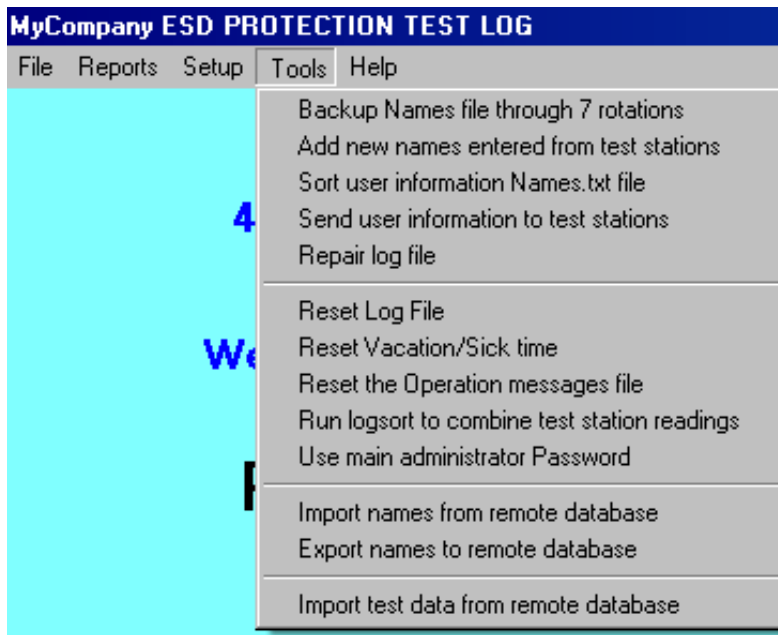 MyCompany ESD PROTECTION TEST LOG
File Reports Setup Tools Help
Backup Names file through 7 rotations
Add new names entered from test stations
Sort user information Names.txt file
4
Send user information to test stations
Repair log file
Reset Log File
We
Reset Vacation/Sick time
Reset the Operation messages file
Run logsort to combine test station readings
Use main administrator Password
Import names from remote database
Export names to remote database
Import test data from remote database